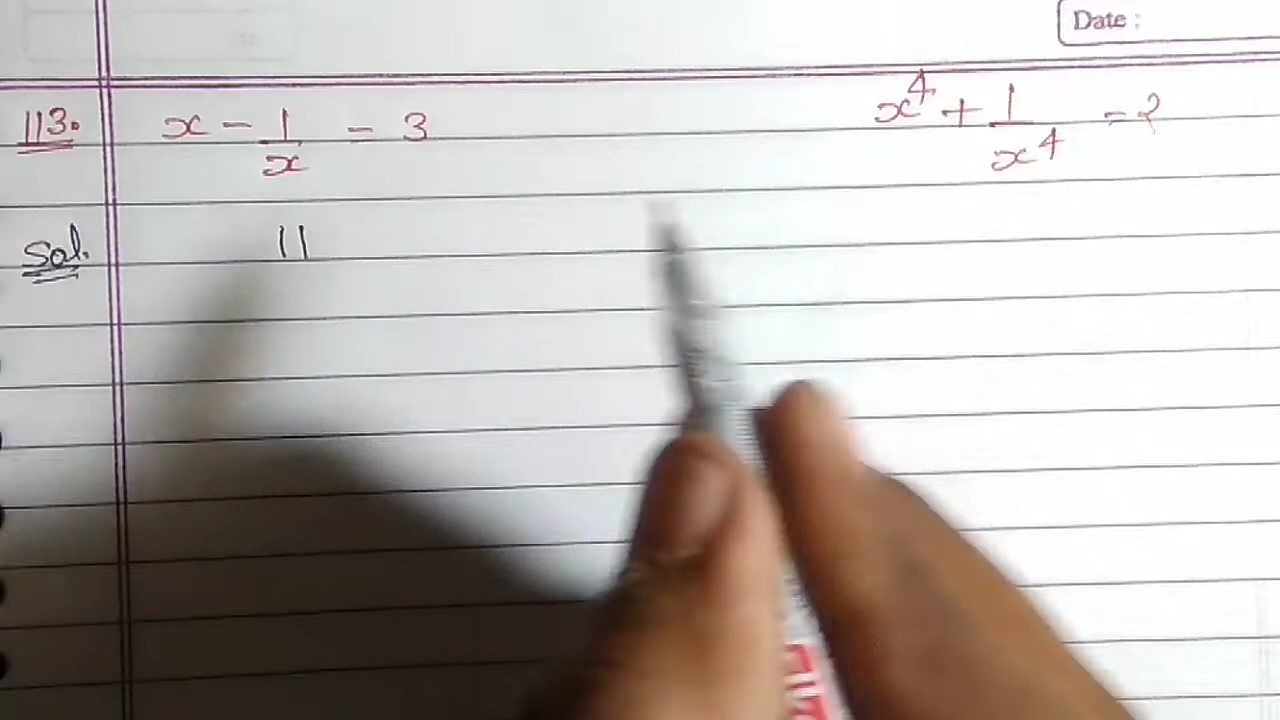 Date :
113. x - 1/x = 3 x⁴ + 1/x⁴ = ?
Sol. 11